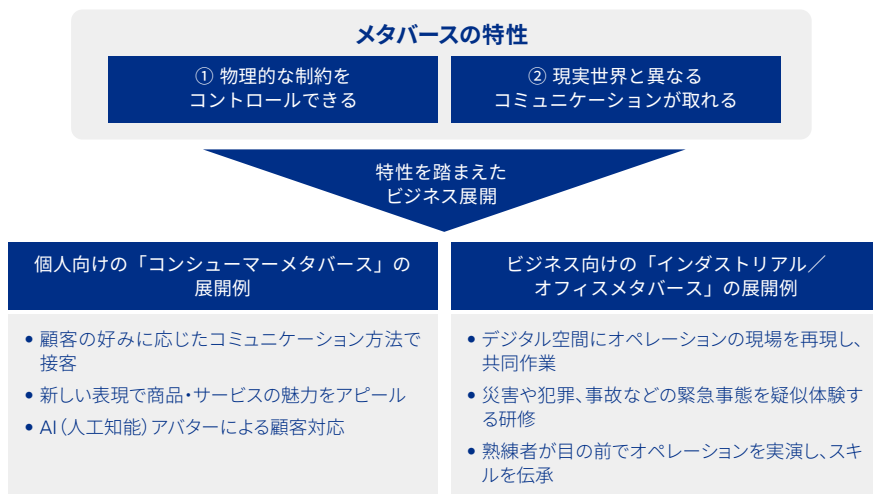 メタバースの特性
① 物理的な制約を
コントロールできる
② 現実世界と異なる
コミュニケーションが取れる
特性を踏まえた
ビジネス展開
個人向けの「コンシューマーメタバース」の
展開例
• 顧客の好みに応じたコミュニケーション方法で
接客
• 新しい表現で商品・サービスの魅力をアピール
• AI(人工知能)アバターによる顧客対応
ビジネス向けの「インダストリアル/
オフィスメタバース」の展開例
• デジタル空間にオペレーションの現場を再現し、
共同作業
• 災害や犯罪、事故などの緊急事態を疑似体験す
る研修
• 熟練者が目の前でオペレーションを実演し、スキ
ルを伝承